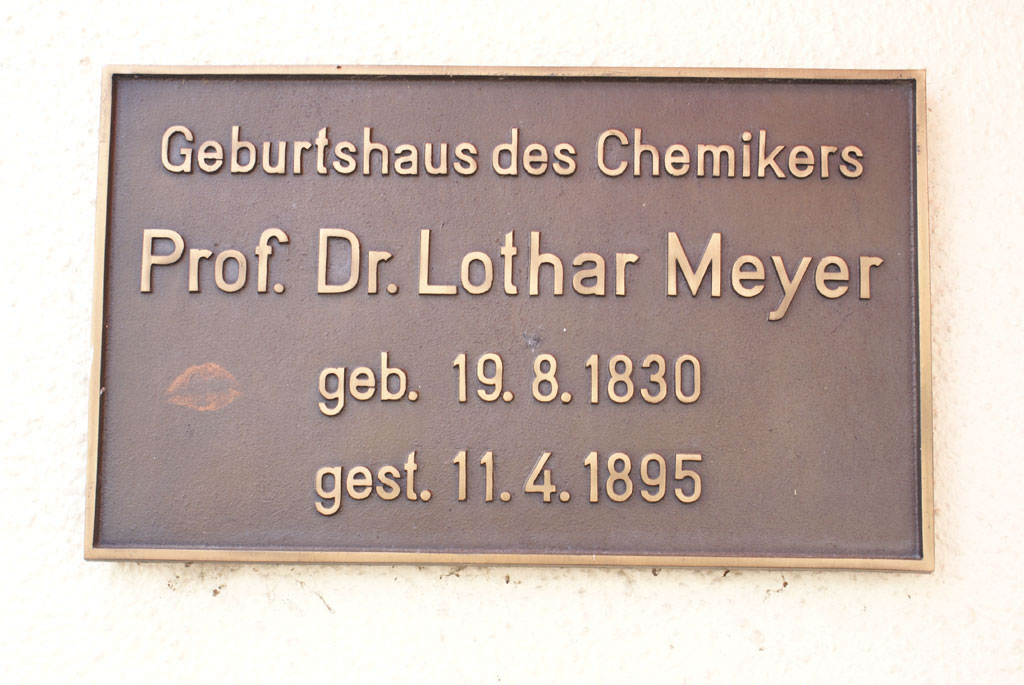 Geburtshaus des Chemikers
Prof. Dr. Lothar Meyer
geb. 19. 8. 1830
gest. 11. 4. 1895